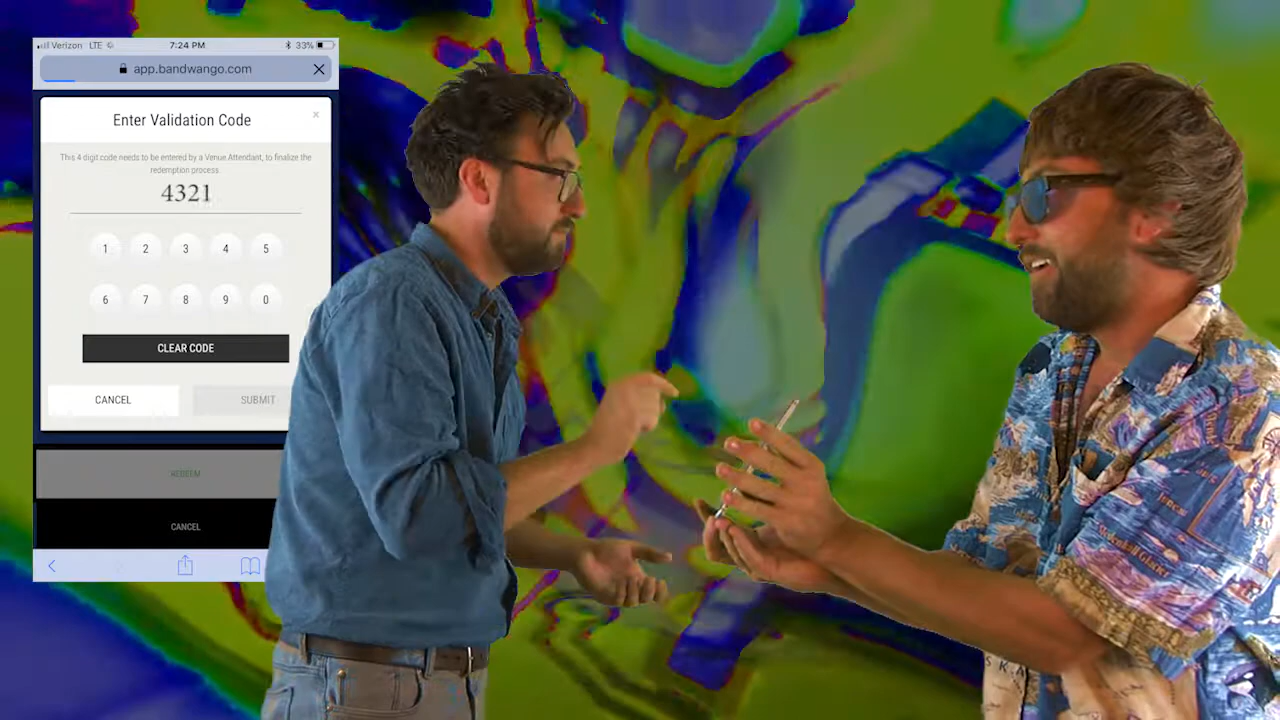 Verizon LTE 7:24 PM 33%
app.bandwango.com
Enter Validation Code
This 4 digit code needs to be entered by a Venue Attendant, to finalize the
redemption process
4321
1 2 3 4 5
6 7 8 9 0
CLEAR CODE
CANCEL SUBMIT
REDEEM
CANCEL